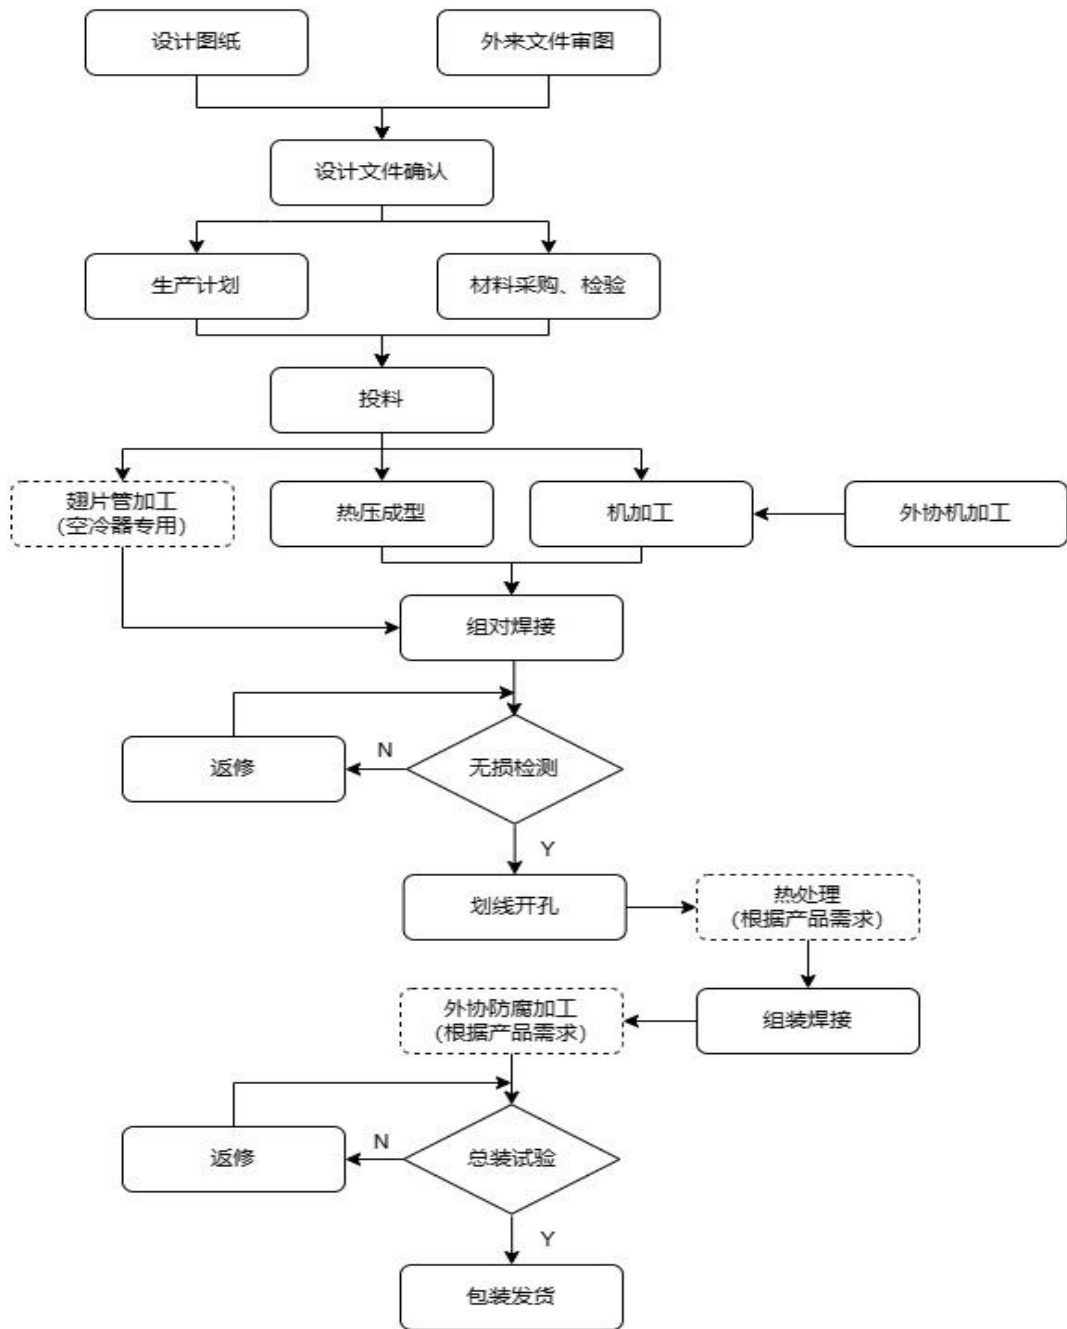 设计图纸
外来文件审图
设计文件确认
生产计划
材料采购、检验
投料
翅片管加工
(空冷器专用)
热压成型
机加工
外协机加工
组对焊接
返修
N
无损检测
Y
划线开孔
热处理
(根据产品需求)
外协防腐加工
(根据产品需求)
组装焊接
返修
N
总装试验
Y
包装发货